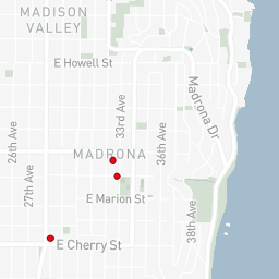 MADISON
VALLEY
E Howell St
33rd Ave
Madrona Dr
26th Ave
27th Ave
36th Ave
MADRONA
E Marion St
38th Ave
E Cherry St